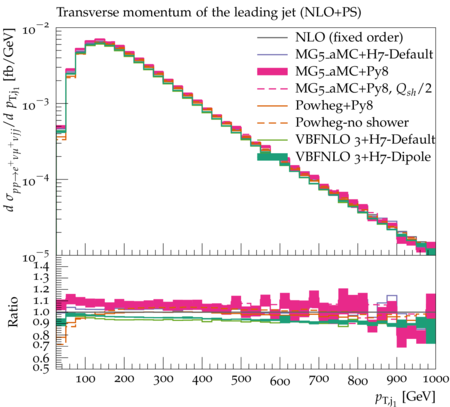 Transverse momentum of the leading jet (NLO+PS)
NLO (fixed order)
MG5_aMC+H7-Default
MG5_aMC+Py8
MG5_aMC+Py8, Q_sh/2
Powheg+Py8
Powheg-no shower
VBFNLO 3+H7-Default
VBFNLO 3+H7-Dipole
d σ_{pp→e⁺νμ⁺νjj}/d p_{T,j₁} [fb/GeV]
10⁻²
10⁻³
10⁻⁴
10⁻⁵
Ratio
1.4
1.3
1.2
1.1
1.0
0.9
0.8
0.7
0.6
0.5
100 200 300 400 500 600 700 800 900 1000
p_{T,j₁} [GeV]